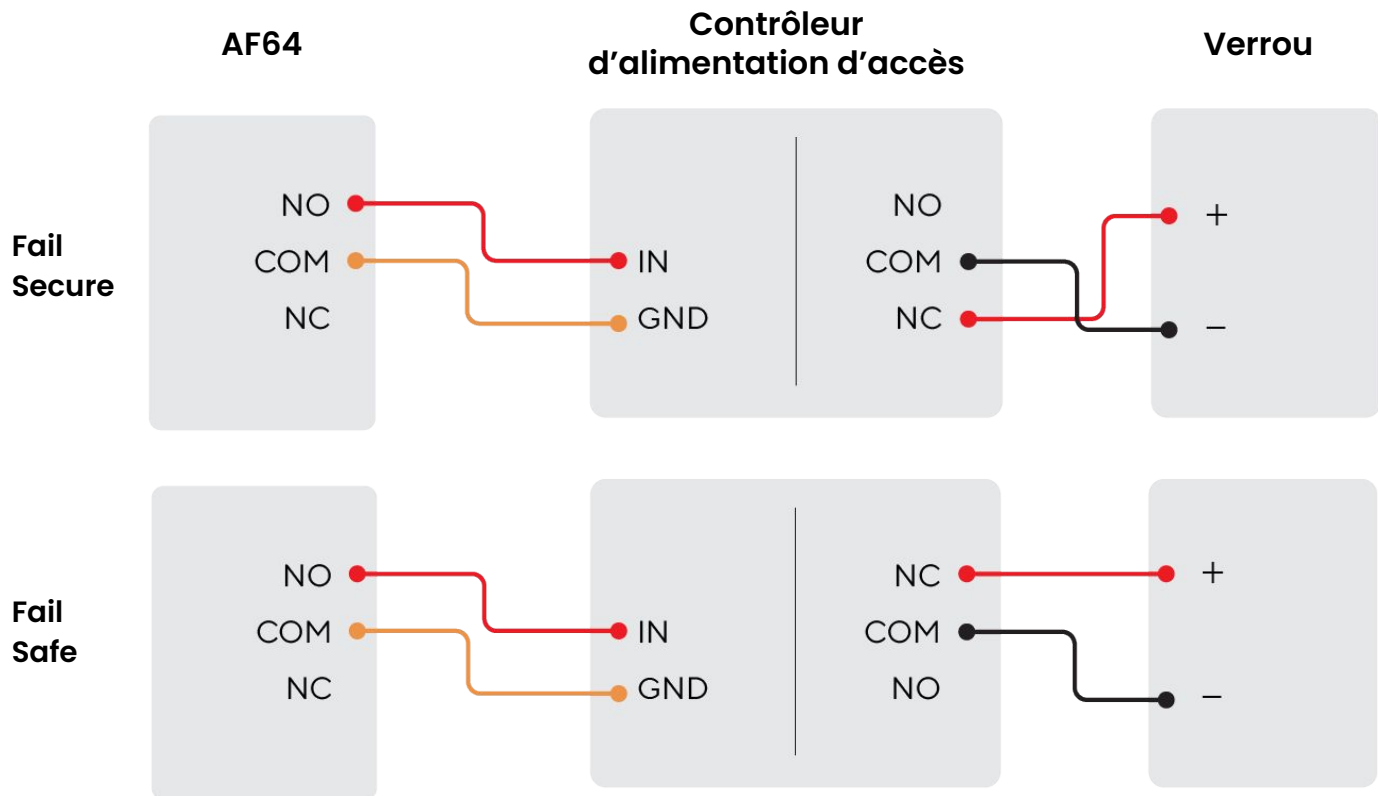 AF64
Contrôleur
d’alimentation d’accès
Verrou
Fail
Secure
NO
COM
NC
IN
GND
NO
COM
NC
+
−
Fail
Safe
NO
COM
NC
IN
GND
NC
COM
NO
+
−